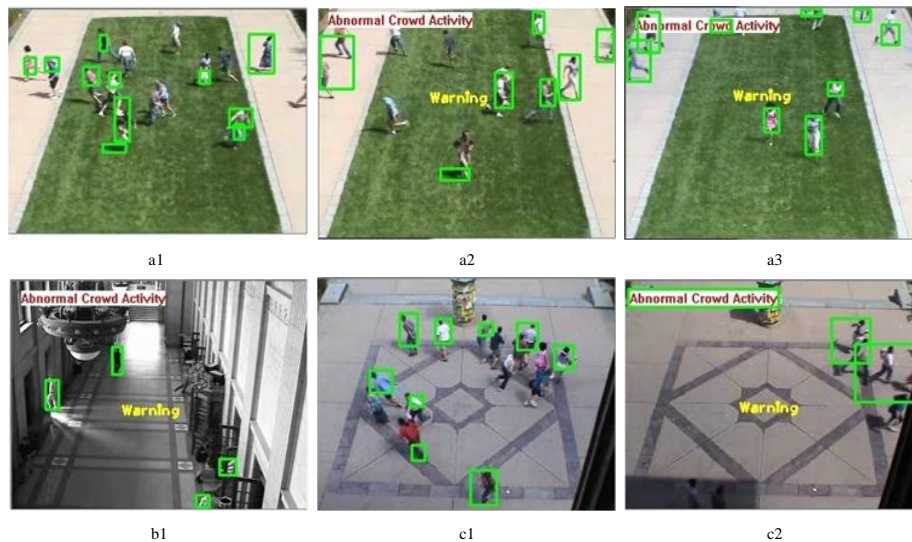 Abnormal Crowd Activity
Abnormal Crowd Activity
Warning
Warning
a1
a2
a3
Abnormal Crowd Activity
Abnormal Crowd Activity
Warning
Warning
b1
c1
c2